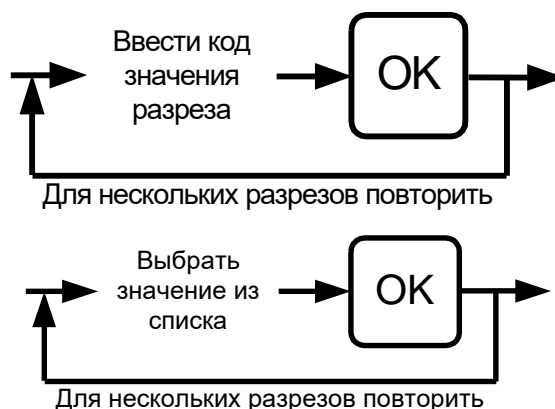 Ввести код
значения
разреза
OK
Для нескольких разрезов повторить
Выбрать
значение из
списка
OK
Для нескольких разрезов повторить